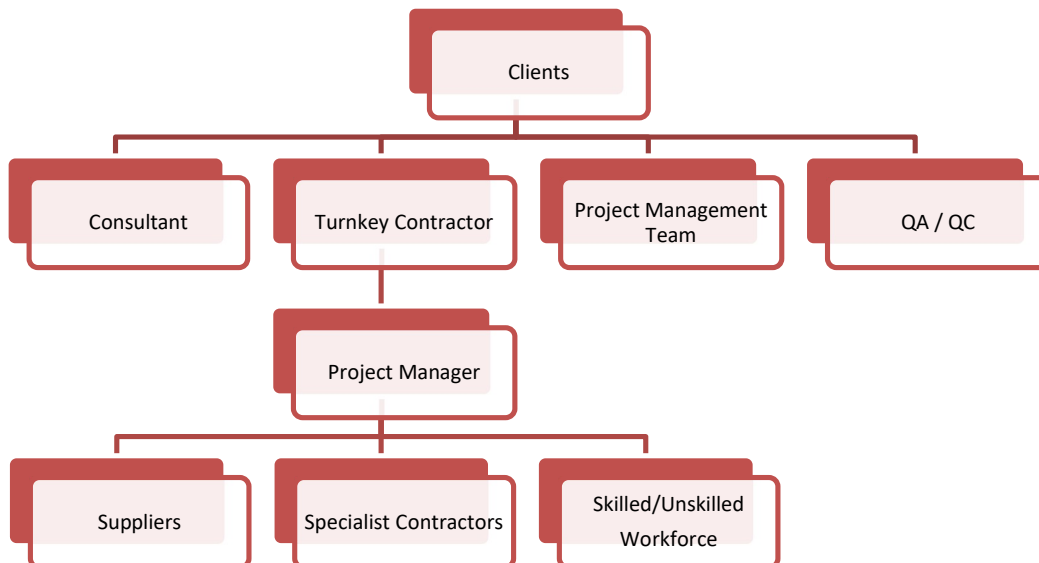 Clients
Consultant
Turnkey Contractor
Project Management
Team
QA / QC
Project Manager
Suppliers
Specialist Contractors
Skilled/Unskilled
Workforce